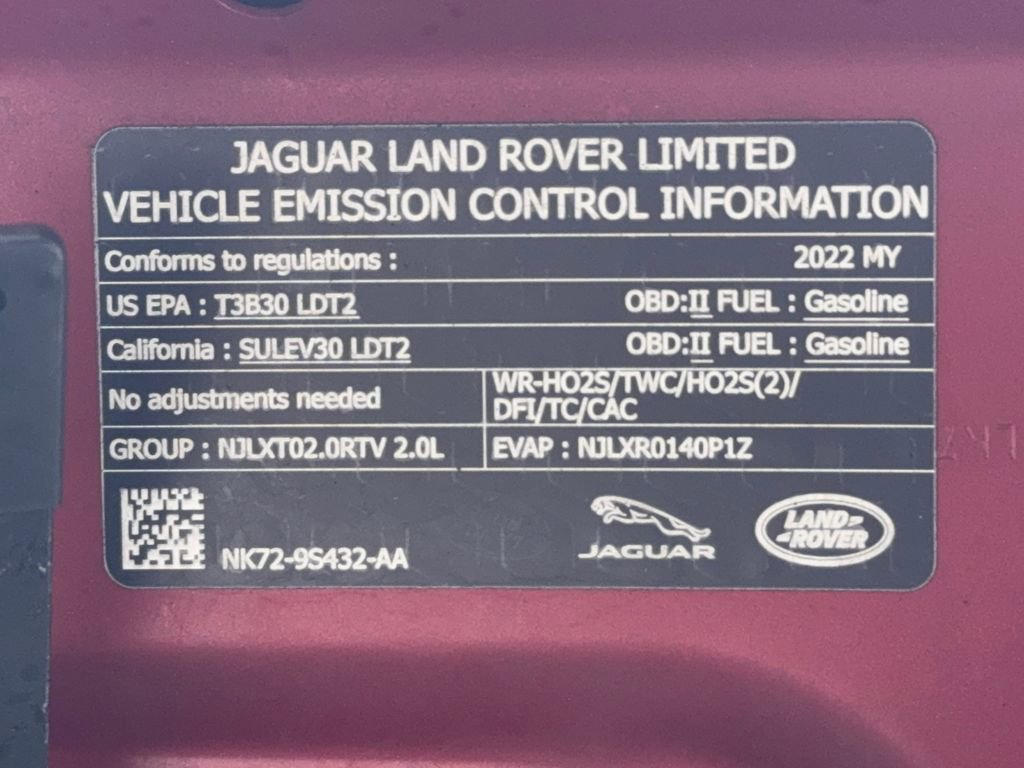 JAGUAR LAND ROVER LIMITED
VEHICLE EMISSION CONTROL INFORMATION
Conforms to regulations : 2022 MY
US EPA : T3B30 LDT2 OBD:II FUEL : Gasoline
California : SULEV30 LDT2 OBD:II FUEL : Gasoline
No adjustments needed
WR-HO2S/TWC/HO2S(2)/
DFI/TC/CAC
GROUP : NJLXT02.0RTV 2.0L EVAP : NJLXR0140P1Z
NK72-9S432-AA
JAGUAR
LAND
ROVER